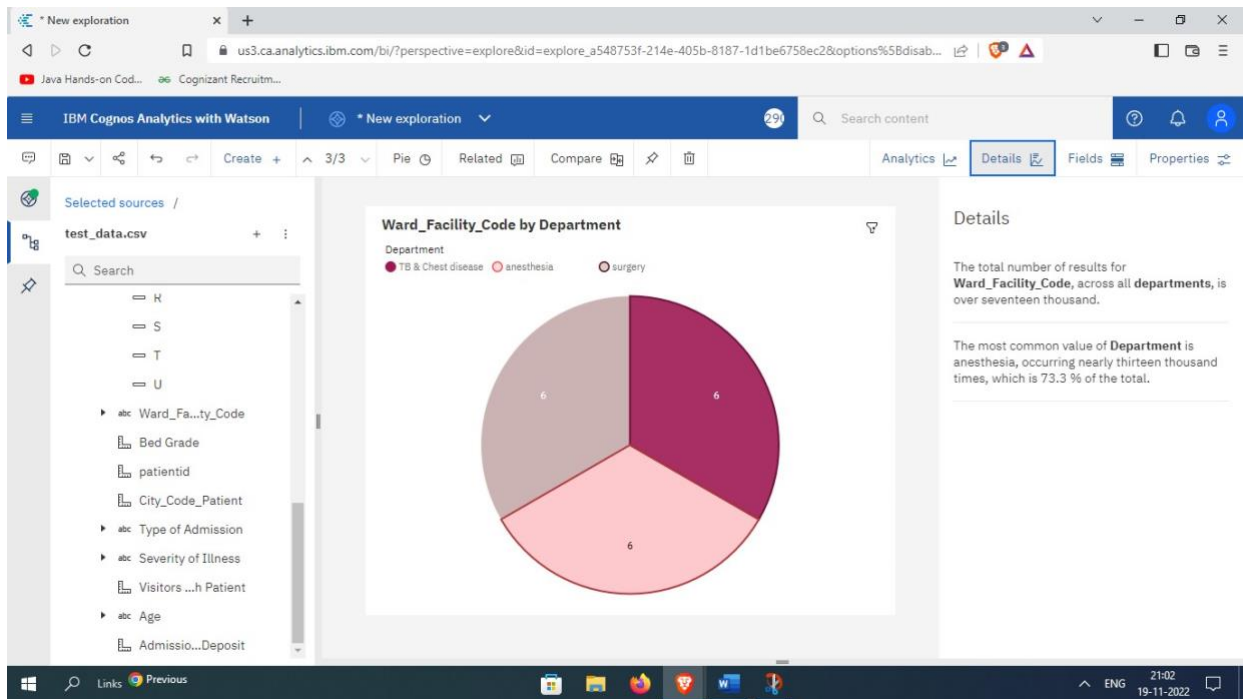 * New exploration
us3.ca.analytics.ibm.com/bi/?perspective=explore&id=explore_a548753f-214e-405b-8187-1d1be6758ec2&options%5Bdisab...
Java Hands-on Cod... Cognizant Recruitm...
IBM Cognos Analytics with Watson * New exploration 290 Search content
Create + 3/3 Pie Related Compare Analytics Details Fields Properties
Selected sources /
test_data.csv
Search
R
S
T
U
abc Ward_Fa...ty_Code
Bed Grade
patientid
City_Code_Patient
abc Type of Admission
abc Severity of Illness
Visitors ...h Patient
abc Age
Admissio...Deposit
Ward_Facility_Code by Department
Department
TB & Chest disease anesthesia surgery
6 6
6
Details
The total number of results for
Ward_Facility_Code, across all departments, is
over seventeen thousand.
The most common value of Department is
anesthesia, occurring nearly thirteen thousand
times, which is 73.3 % of the total.
Links Previous ENG 21:02
19-11-2022